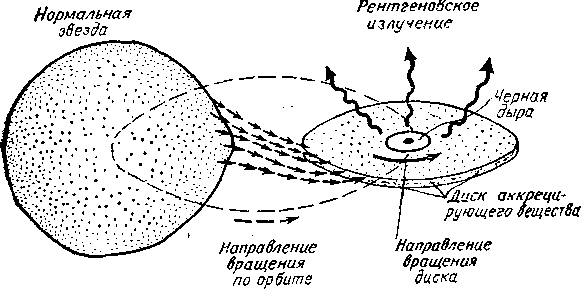 Нормальная
звезда
Рентгеновское
излучение
Черная
дыра
Диск аккреци-
рующего вещества
Направление
вращения
по орбите
Направление
вращения
диска